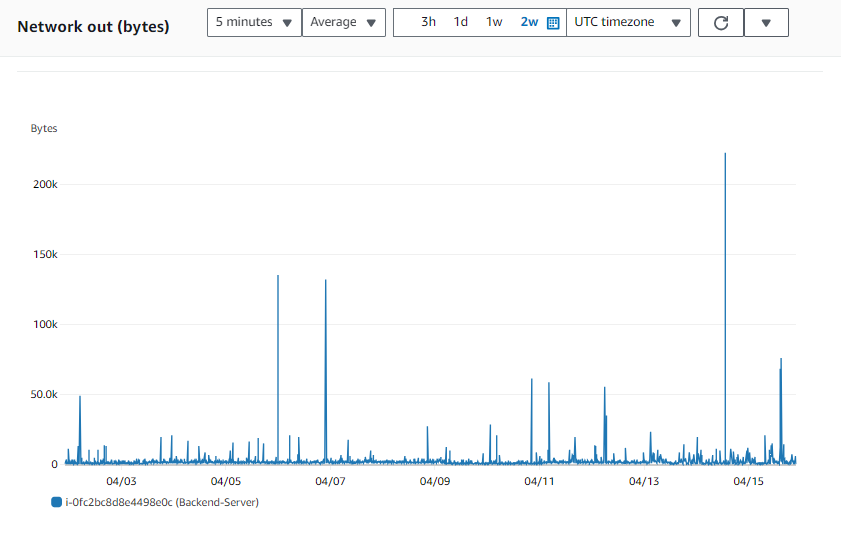 Network out (bytes)
5 minutes
Average
3h 1d 1w 2w
UTC timezone
Bytes
200k
150k
100k
50.0k
0
04/03 04/05 04/07 04/09 04/11 04/13 04/15
i-0fc2bc8d8e4498e0c (Backend-Server)